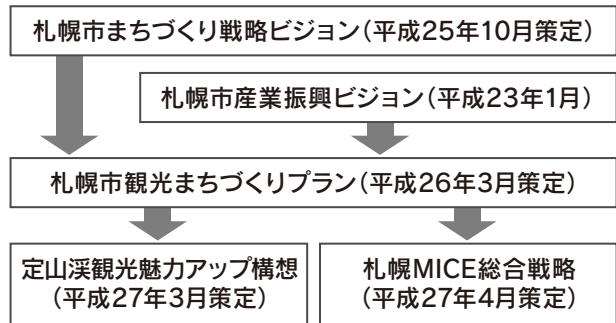 札幌市まちづくり戦略ビジョン（平成25年10月策定）
札幌市産業振興ビジョン（平成23年1月）
札幌市観光まちづくりプラン（平成26年3月策定）
定山渓観光魅力アップ構想
（平成27年3月策定）
札幌MICE総合戦略
（平成27年4月策定）